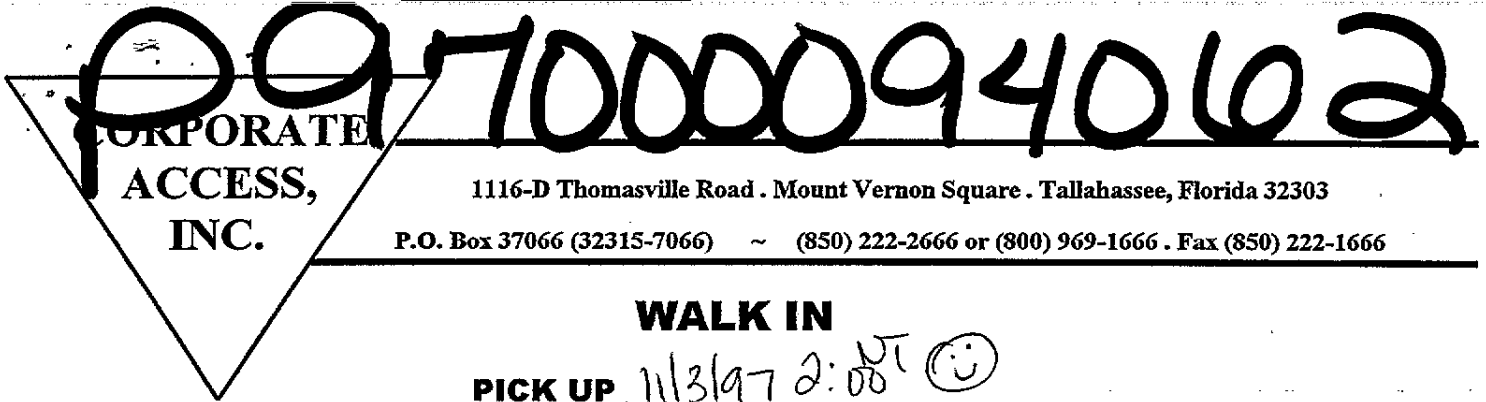 P97000094062
CORPORATE
ACCESS,
INC.
1116-D Thomasville Road . Mount Vernon Square . Tallahassee, Florida 32303
P.O. Box 37066 (32315-7066) ~ (850) 222-2666 or (800) 969-1666 . Fax (850) 222-1666
WALK IN
PICK UP 11/3/97 2:00 NT